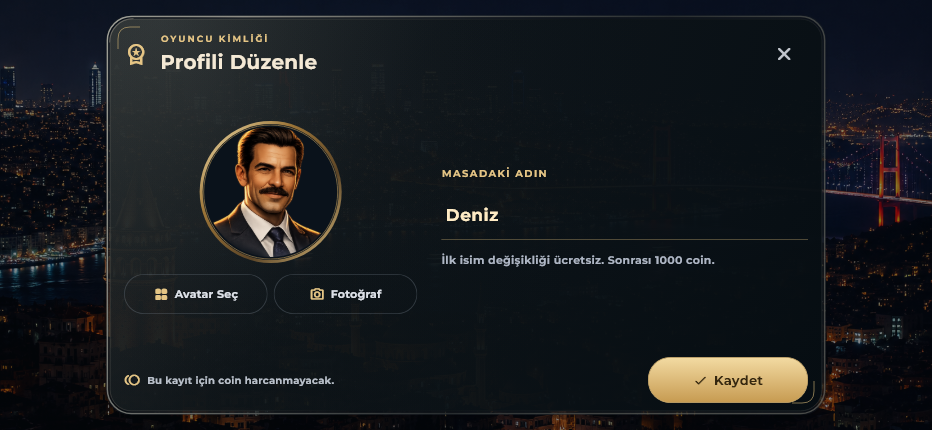 OYUNCU KİMLİĞİ
Profili Düzenle
MASADAKİ ADIN
Deniz
İlk isim değişikliği ücretsiz. Sonrası 1000 coin.
Avatar Seç
Fotoğraf
Bu kayıt için coin harcanmayacak.
Kaydet